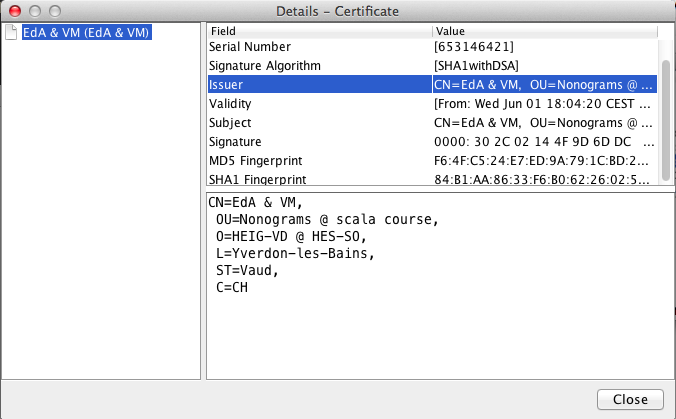 Details – Certificate
EdA & VM (EdA & VM)
Field Value
Serial Number [653146421]
Signature Algorithm [SHA1withDSA]
Issuer CN=EdA & VM, OU=Nonograms @ ...
Validity [From: Wed Jun 01 18:04:20 CEST ...
Subject CN=EdA & VM, OU=Nonograms @ ...
Signature 0000: 30 2C 02 14 4F 9D 6D DC ...
MD5 Fingerprint F6:4F:C5:24:E7:ED:9A:79:1C:BD:2...
SHA1 Fingerprint 84:B1:AA:86:33:F6:B0:62:26:02:5...
CN=EdA & VM,
OU=Nonograms @ scala course,
O=HEIG-VD @ HES-SO,
L=Yverdon-les-Bains,
ST=Vaud,
C=CH
Close